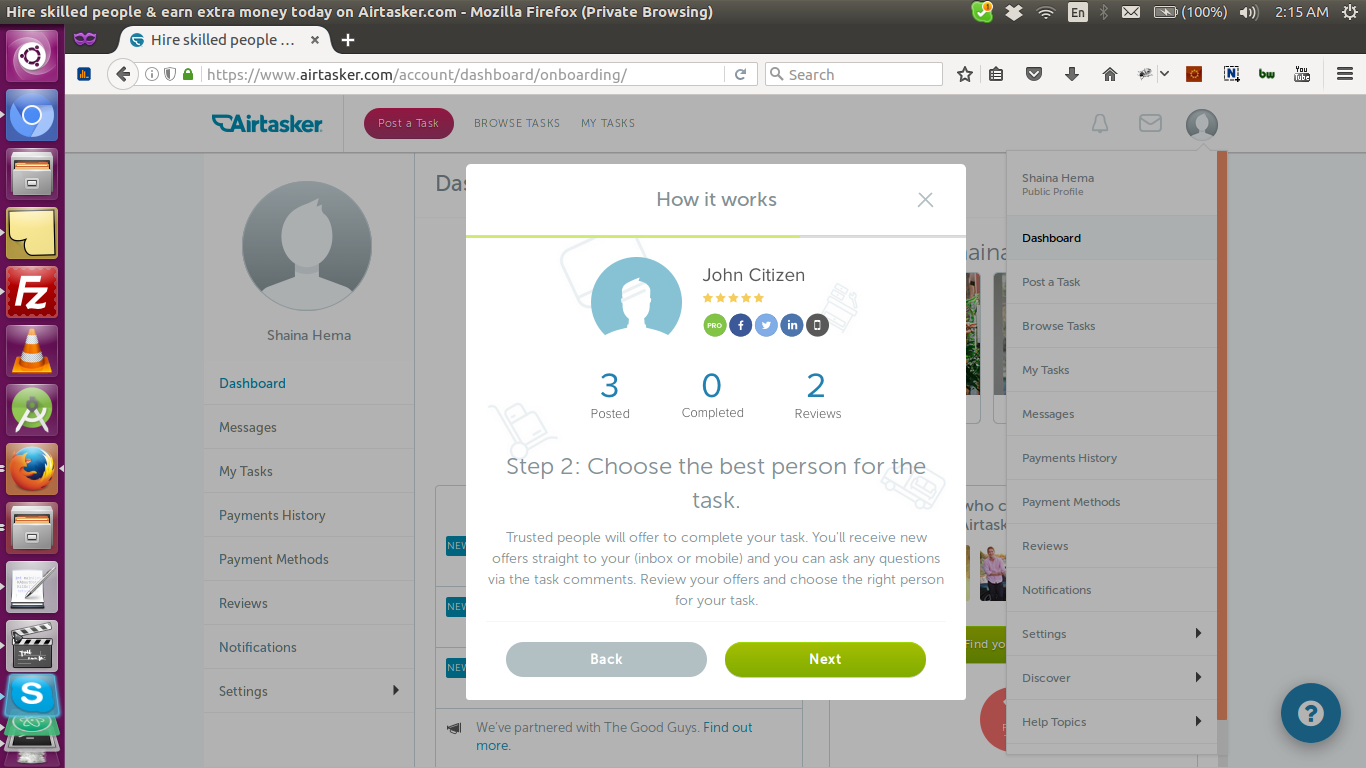 Hire skilled people & earn extra money today on Airtasker.com - Mozilla Firefox (Private Browsing)
En
(100%)
2:15 AM
Hire skilled people ...
https://www.airtasker.com/account/dashboard/onboarding/
Search
bw
You Tube
Airtasker
Post a Task
BROWSE TASKS
MY TASKS
Shaina Hema
Dashboard
Messages
My Tasks
Payments History
Payment Methods
Reviews
Notifications
Settings
Das
How it works
John Citizen
PRO
3
Posted
0
Completed
2
Reviews
Step 2: Choose the best person for the
task.
Trusted people will offer to complete your task. You'll receive new
offers straight to your (inbox or mobile) and you can ask any questions
via the task comments. Review your offers and choose the right person
for your task.
Back
Next
NEW
NEW
NEW
We've partnered with The Good Guys. Find out
more.
who c
Airtask
Find yo
Shaina Hema
Public Profile
Dashboard
Post a Task
Browse Tasks
My Tasks
Messages
Payments History
Payment Methods
Reviews
Notifications
Settings
Discover
Help Topics
?